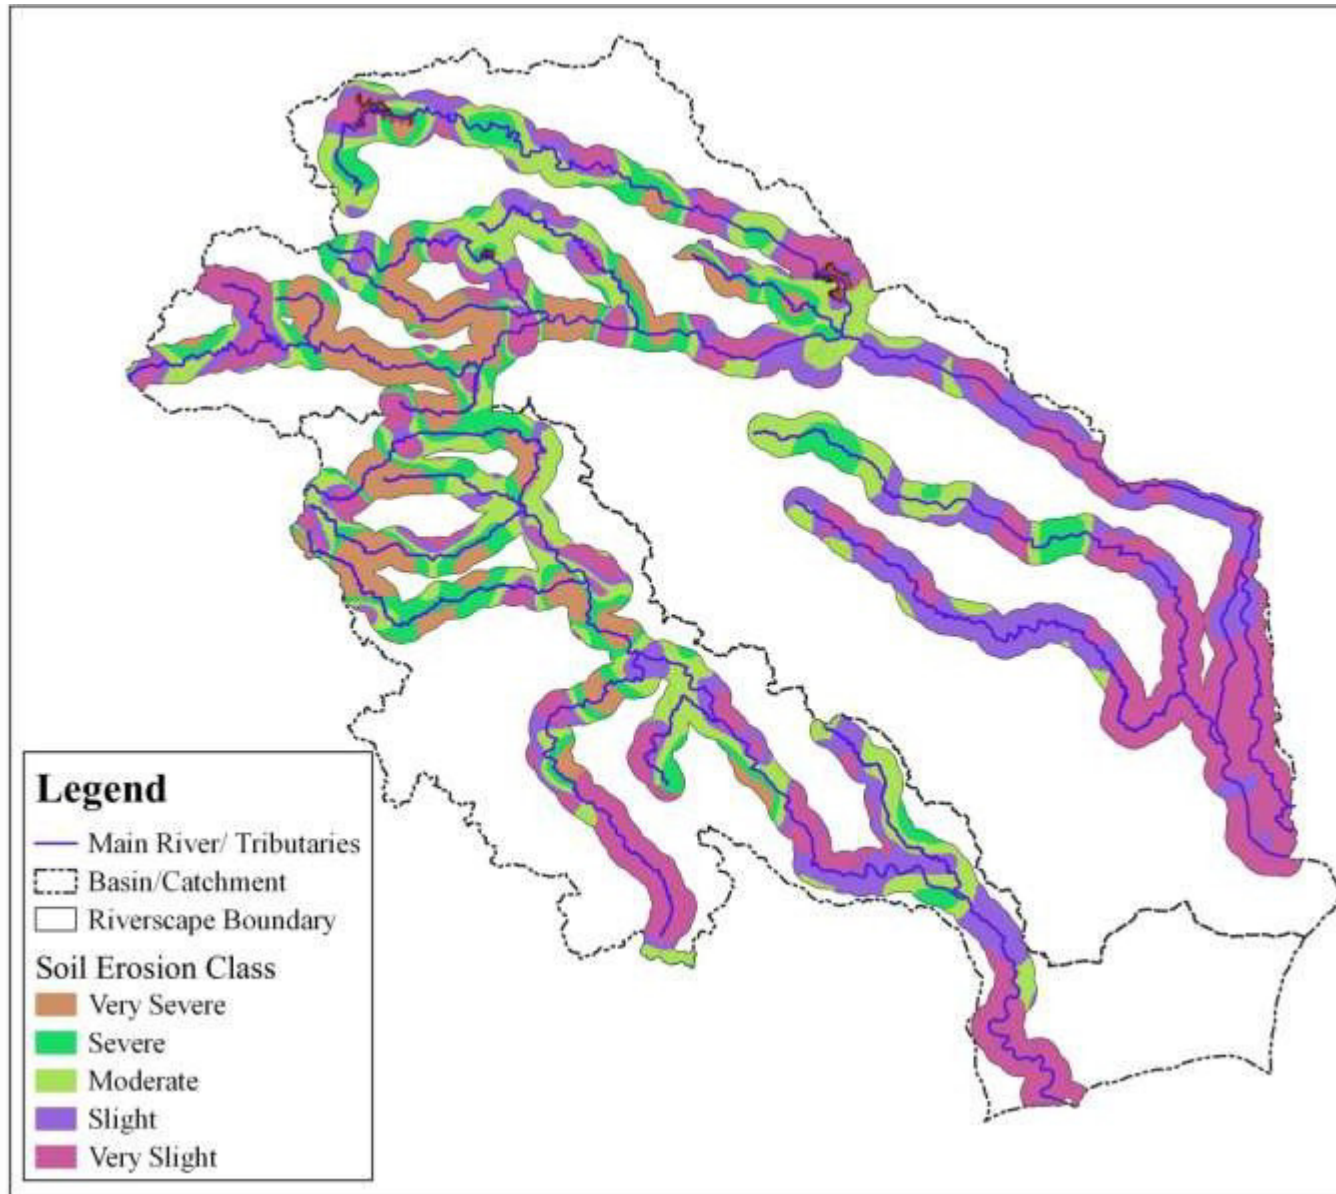 Legend
Main River/ Tributaries
Basin/Catchment
Riverscape Boundary
Soil Erosion Class
Very Severe
Severe
Moderate
Slight
Very Slight